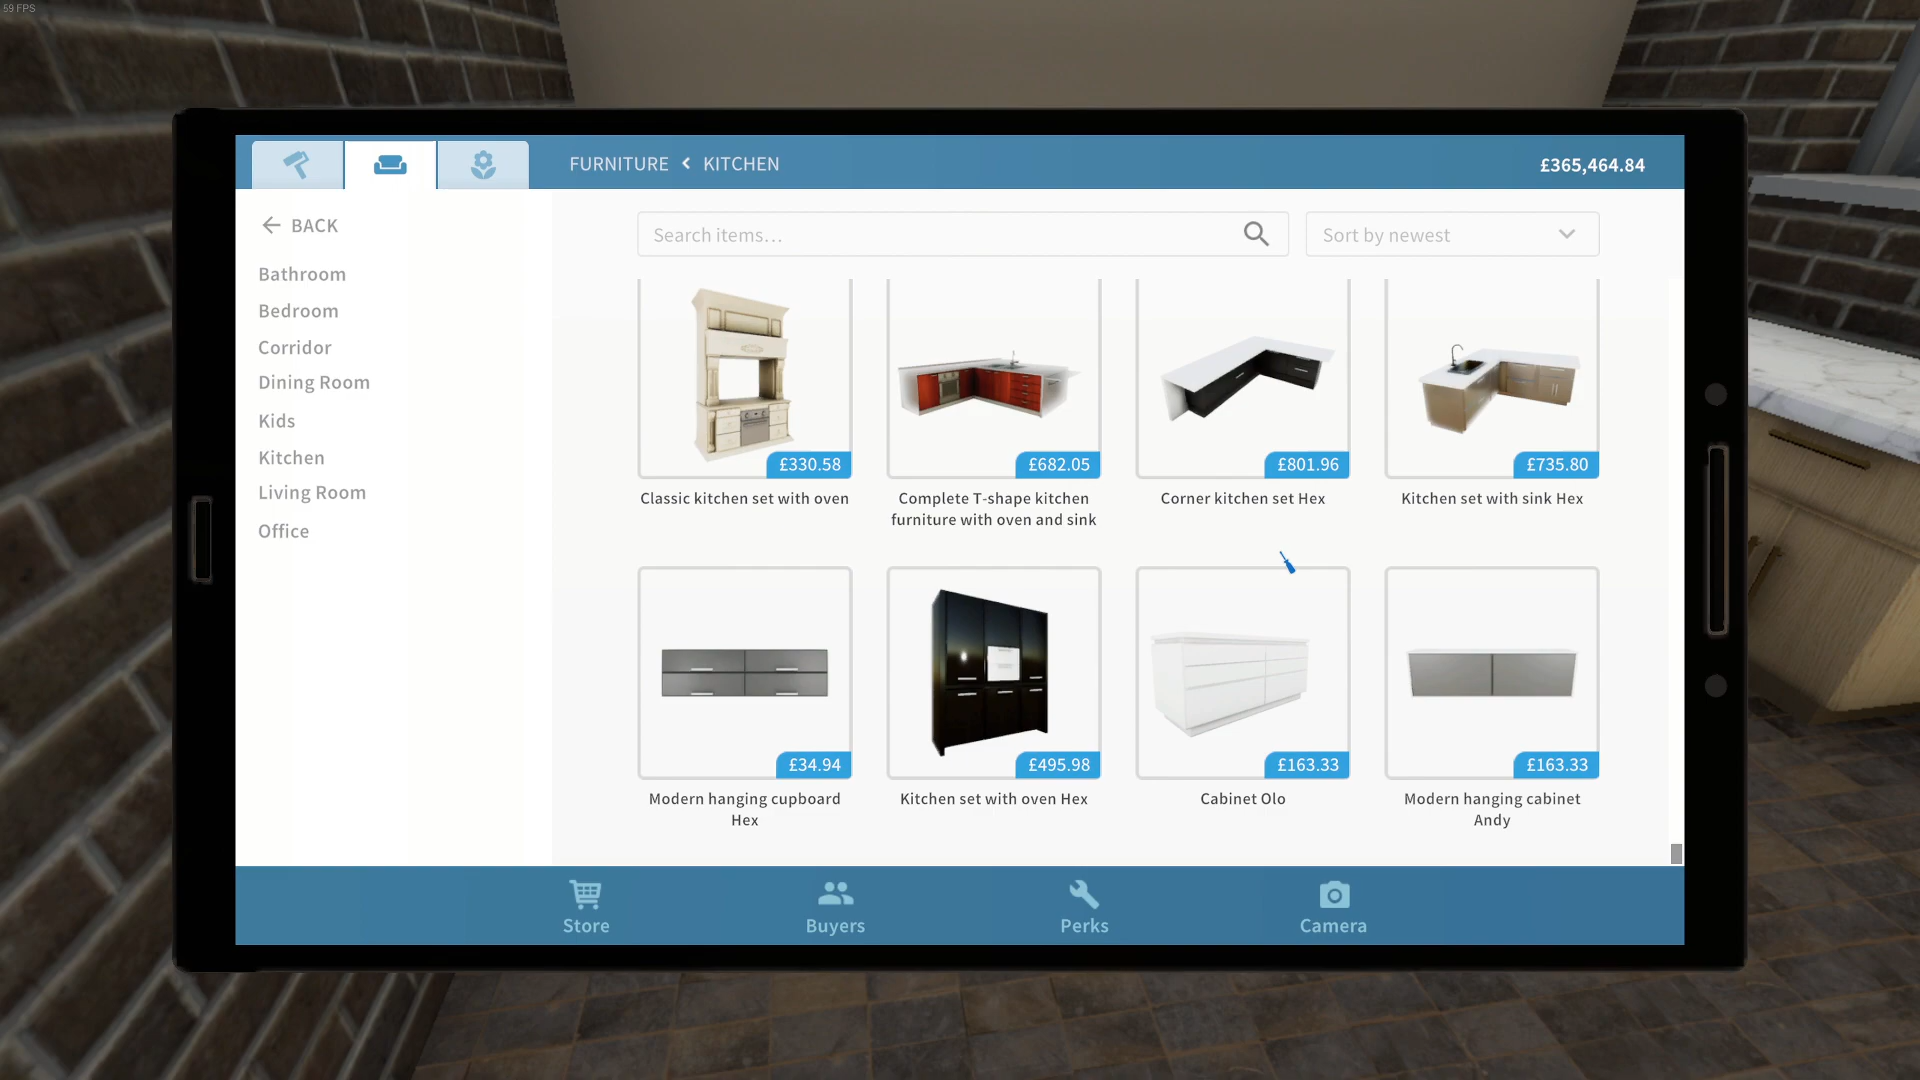 59 FPS
FURNITURE < KITCHEN
£365,464.84
BACK
Search items...
Sort by newest
Bathroom
Bedroom
Corridor
Dining Room
Kids
Kitchen
Living Room
Office
£330.58
£682.05
£801.96
£735.80
Classic kitchen set with oven
Complete T-shape kitchen
furniture with oven and sink
Corner kitchen set Hex
Kitchen set with sink Hex
£34.94
£495.98
£163.33
£163.33
Modern hanging cupboard
Hex
Kitchen set with oven Hex
Cabinet Olo
Modern hanging cabinet
Andy
Store
Buyers
Perks
Camera